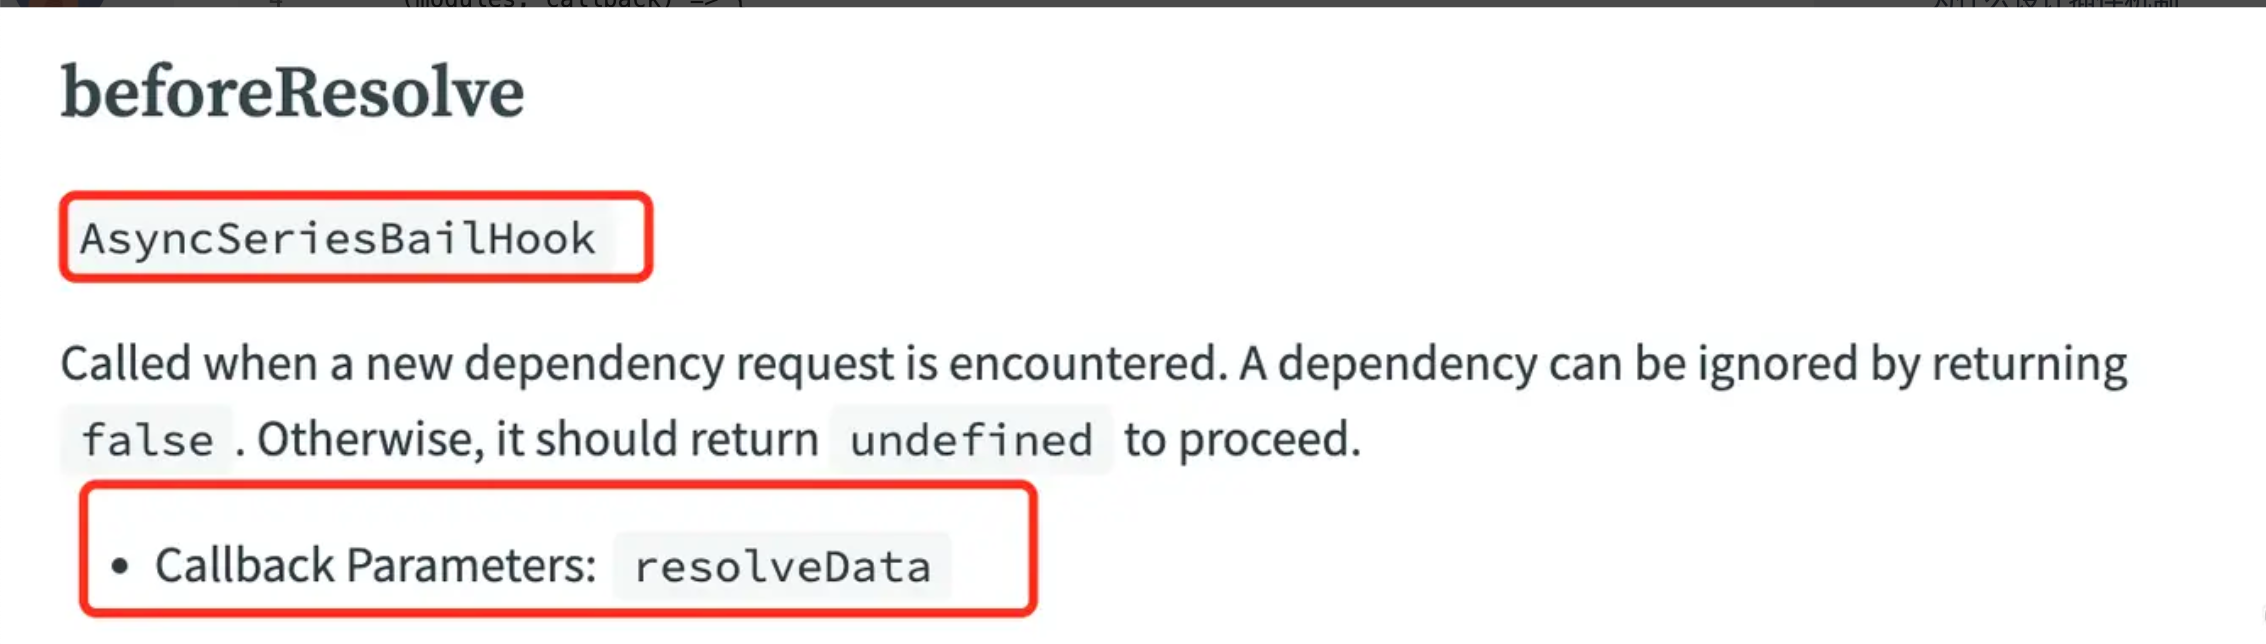 beforeResolve
AsyncSeriesBailHook
Called when a new dependency request is encountered. A dependency can be ignored by returning
false . Otherwise, it should return undefined to proceed.
• Callback Parameters: resolveData